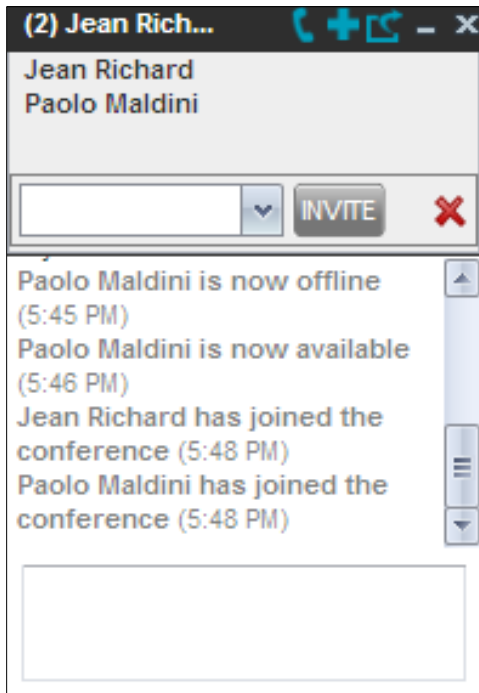 (2) Jean Rich...
Jean Richard
Paolo Maldini
INVITE
Paolo Maldini is now offline
(5:45 PM)
Paolo Maldini is now available
(5:46 PM)
Jean Richard has joined the
conference (5:48 PM)
Paolo Maldini has joined the
conference (5:48 PM)